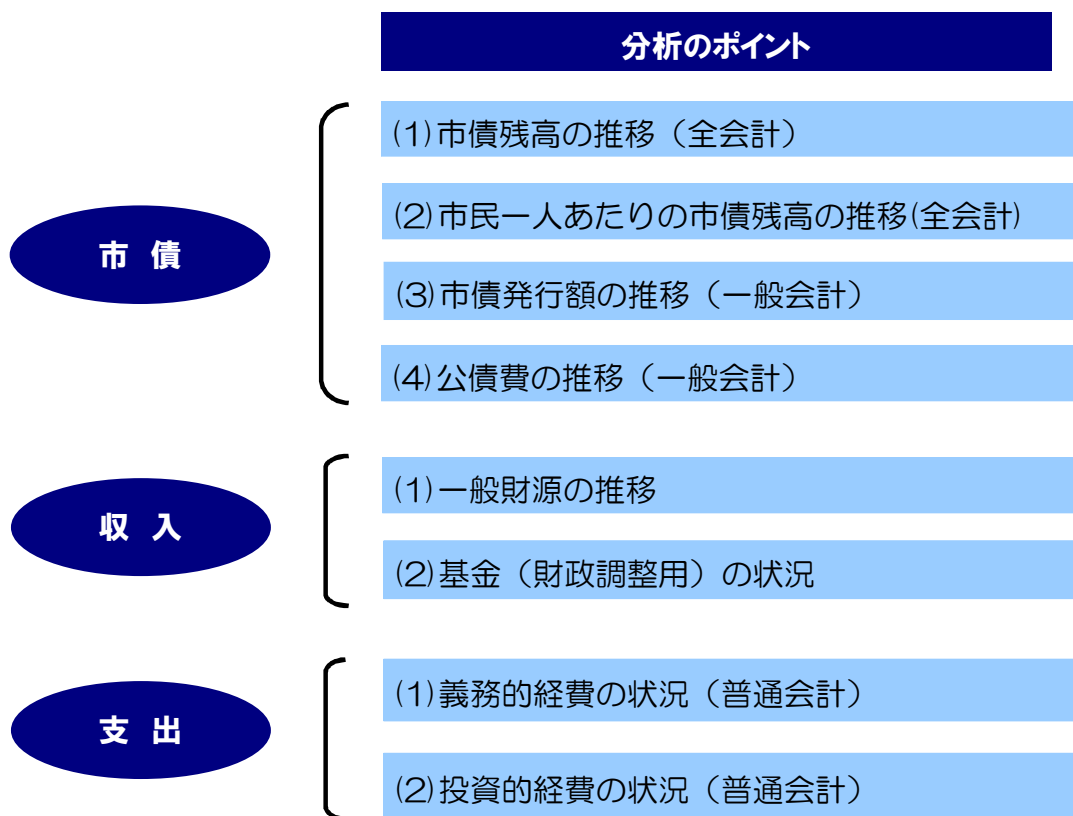 分析のポイント
市 債
(1)市債残高の推移（全会計）
(2)市民一人あたりの市債残高の推移(全会計)
(3)市債発行額の推移（一般会計）
(4)公債費の推移（一般会計）
収 入
(1)一般財源の推移
(2)基金（財政調整用）の状況
支 出
(1)義務的経費の状況（普通会計）
(2)投資的経費の状況（普通会計）